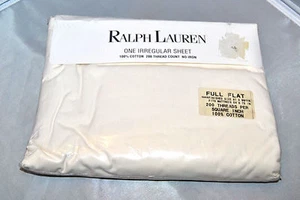 RALPH LAUREN
ONE IRREGULAR SHEET
100% COTTON 200 THREAD COUNT NO IRON
FULL FLAT
200 THREADS PER
SQUARE INCH
100% COTTON